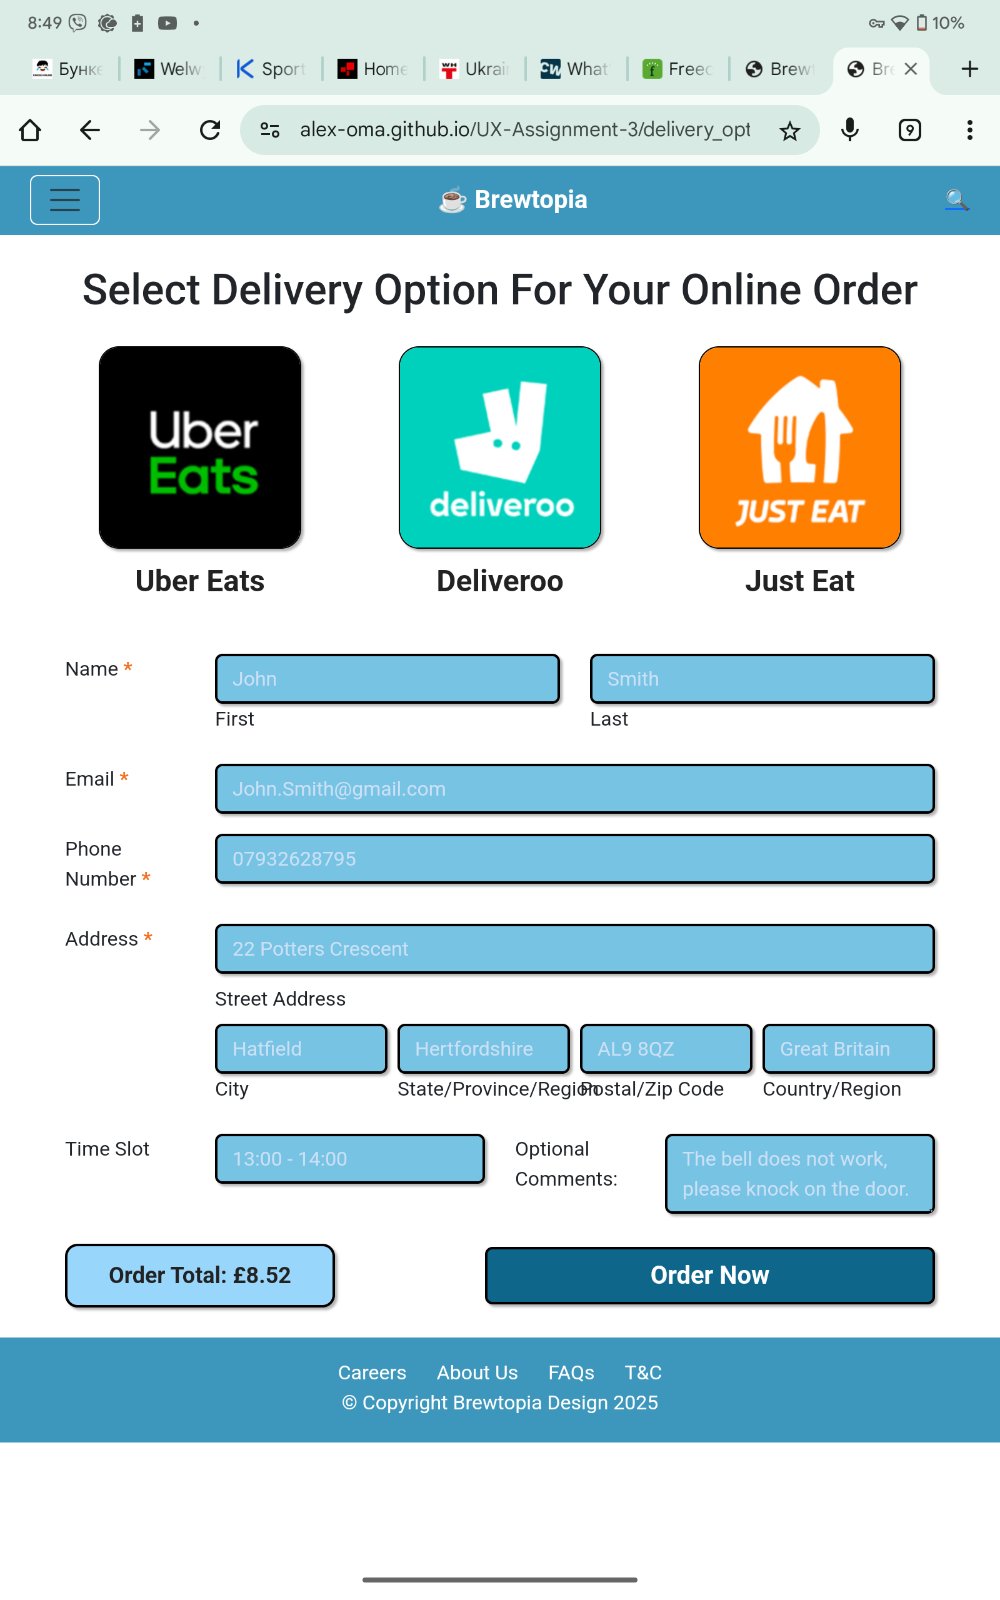 8:49 10%
Бунке Welw Sport Home Ukrai What' Freec Brewt Bre
alex-oma.github.io/UX-Assignment-3/delivery_opt 9
Brewtopia
Select Delivery Option For Your Online Order
Uber
Eats
deliveroo
JUST EAT
Uber Eats Deliveroo Just Eat
Name * John Smith
First Last
Email * John.Smith@gmail.com
Phone
Number * 07932628795
Address * 22 Potters Crescent
Street Address
Hatfield Hertfordshire AL9 8QZ Great Britain
City State/Province/Region Postal/Zip Code Country/Region
Time Slot 13:00 - 14:00 Optional
Comments: The bell does not work,
please knock on the door.
Order Total: £8.52 Order Now
Careers About Us FAQs T&C
© Copyright Brewtopia Design 2025